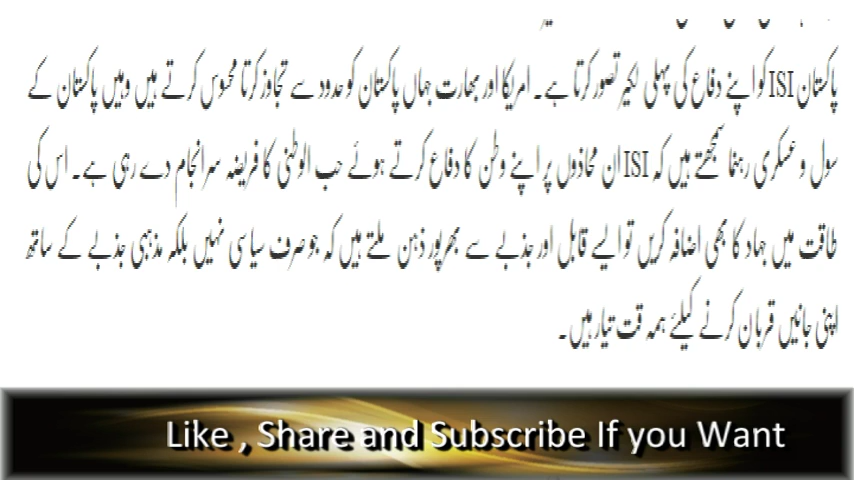 پاکستان ISI کو اپنے دفاع کی پہلی لکیر تصور کرتا ہے۔ امریکا اور بھارت جہاں پاکستان کو حدود سے تجاوز کرتا محسوس کرتے ہیں وہیں پاکستان کے
سول و عسکری رہنما سمجھتے ہیں کہ ISI ان محاذوں پر اپنے وطن کا دفاع کرتے ہوئے حب الوطنی کا فریضہ سرانجام دے رہی ہے۔ اس کی
طاقت میں جہاد کا بھی اضافہ کریں تو ایسے قابل اور جذبے سے بھرپور ذہن ملتے ہیں کہ جو صرف سیاسی نہیں بلکہ مذہبی جذبے کے ساتھ
اپنی جانیں قربان کرنے کیلئے ہمہ قت تیار ہیں۔
Like , Share and Subscribe If you Want